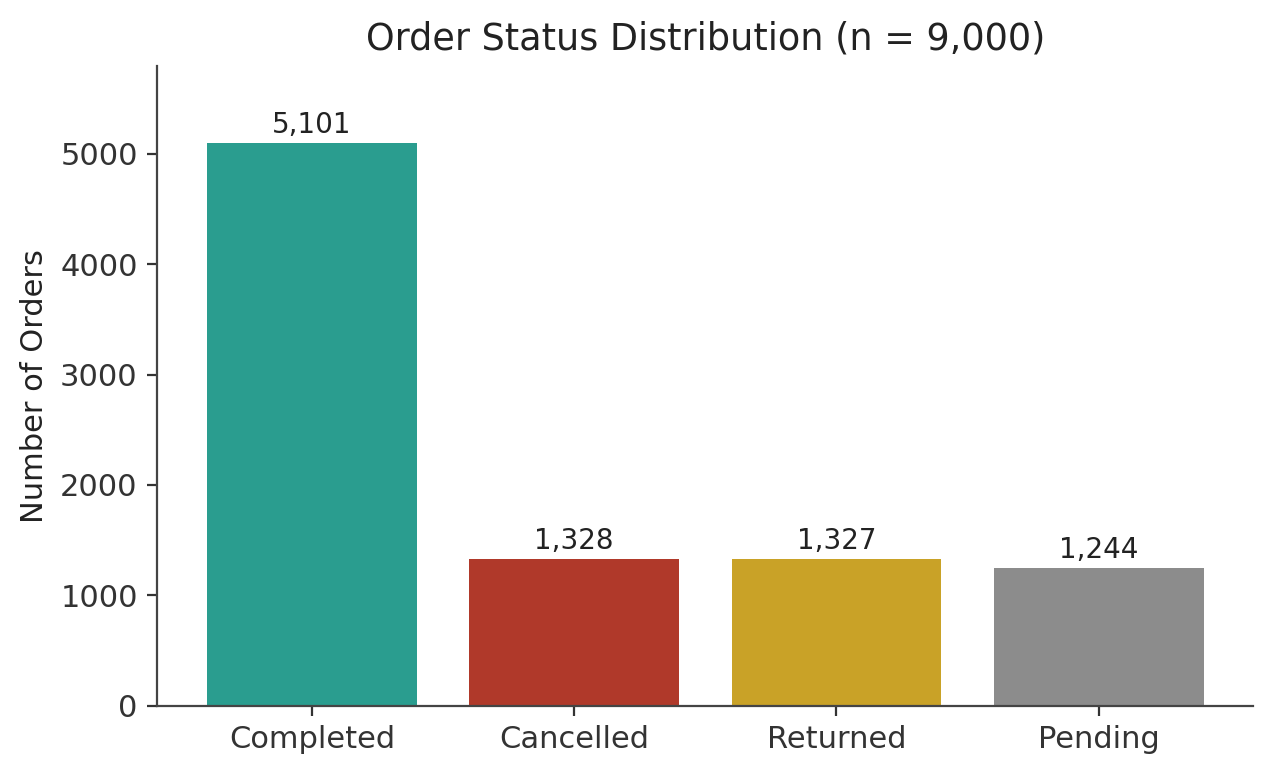 Order Status Distribution (n = 9,000)
Number of Orders
5000
4000
3000
2000
1000
0
5,101
1,328
1,327
1,244
Completed
Cancelled
Returned
Pending